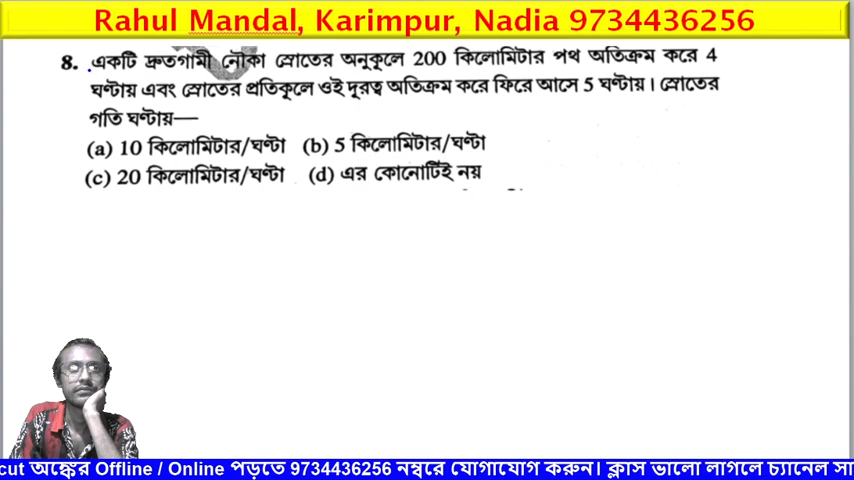 Rahul Mandal, Karimpur, Nadia 9734436256
8. একটি দ্রুতগামী নৌকা স্রোতের অনুকূলে 200 কিলোমিটার পথ অতিক্রম করে 4
ঘণ্টায় এবং স্রোতের প্রতিকূলে ওই দূরত্ব অতিক্রম করে ফিরে আসে 5 ঘণ্টায়। স্রোতের
গতি ঘণ্টায়—
(a) 10 কিলোমিটার/ঘণ্টা (b) 5 কিলোমিটার/ঘণ্টা
(c) 20 কিলোমিটার/ঘণ্টা (d) এর কোনোটিই নয়
cut অঙ্কের Offline / Online পড়তে 9734436256 নম্বরে যোগাযোগ করুন। ক্লাস ভালো লাগলে চ্যানেল সা